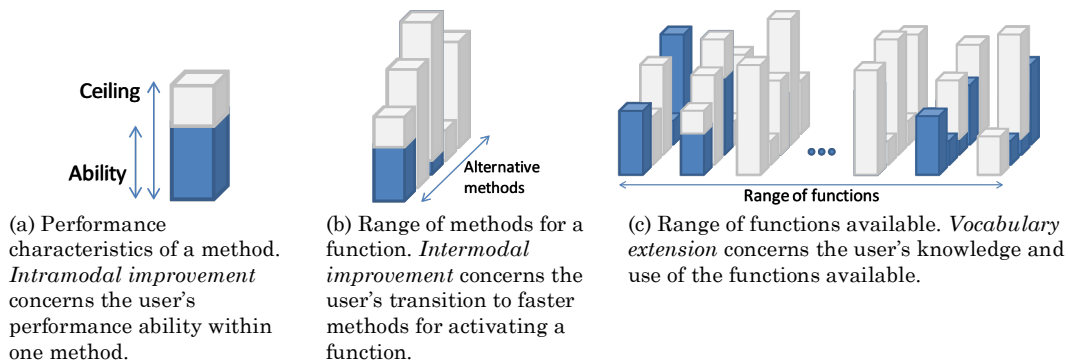 Ceiling
Ability
(a) Performance
characteristics of a method.
Intramodal improvement
concerns the user's
performance ability within
one method.
Alternative
methods
(b) Range of methods for a
function. Intermodal
improvement concerns the
user's transition to faster
methods for activating a
function.
Range of functions
(c) Range of functions available. Vocabulary
extension concerns the user's knowledge and
use of the functions available.